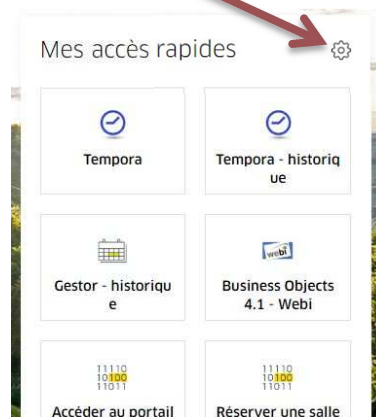 Mes accès rapides
Tempora
Tempora - historiq
ue
Gestor - historiqu
e
webi
Business Objects
4.1 - Webi
11110
10100
11011
11110
10100
11011
Accéder au portail
Réserver une salle